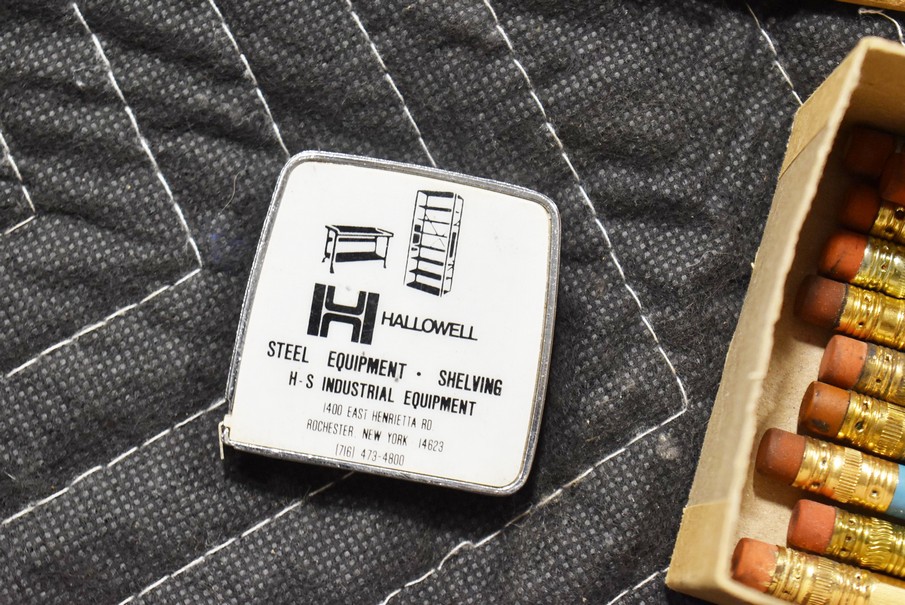 H HALLOWELL
STEEL EQUIPMENT · SHELVING
H-S INDUSTRIAL EQUIPMENT
1400 EAST HENRIETTA RD
ROCHESTER, NEW YORK 14623
(716) 473-4800